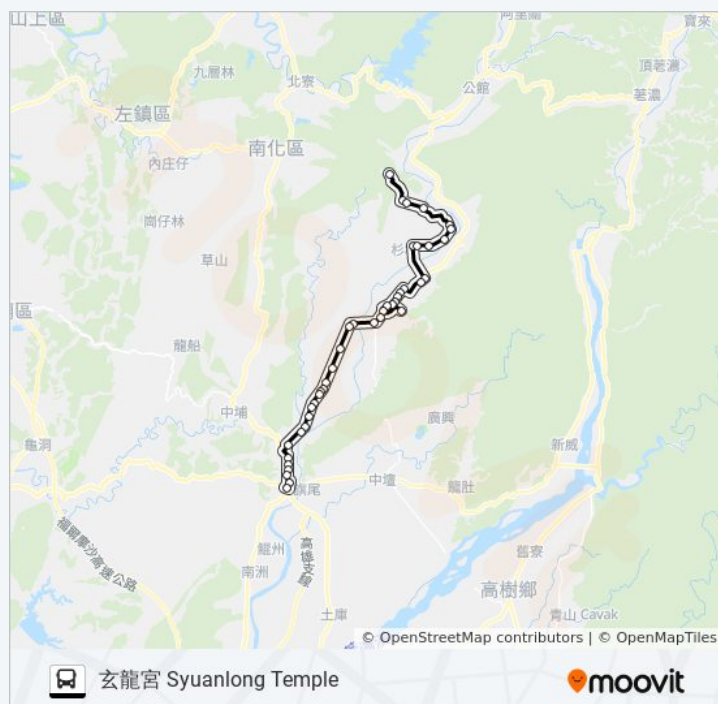 山上區
阿里關
寶來
九層林
北寮
公館
頂荖濃
荖濃
左鎮區
南化區
內庄仔
崗仔林
杉
草山
區
龍船
中埔
廣興
龜洞
新威
中壇
龍肚
旗尾
福爾摩沙高速公路
鯤州
高旗支線
舊寮
南洲
高樹鄉
土庫
青山 Cavak
© OpenStreetMap contributors | © OpenMapTiles
玄龍宮 Syuanlong Temple
moovit